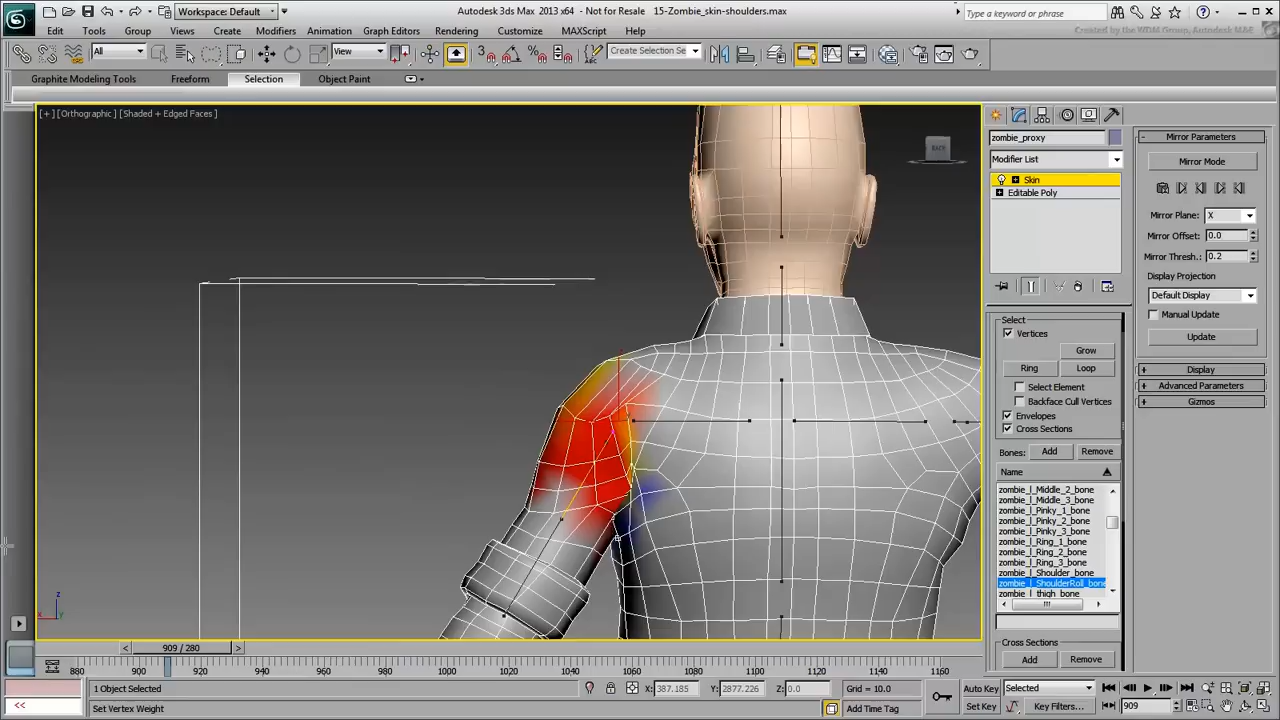 Workspace: Default
Autodesk 3ds Max 2013 x64 - Not for Resale 15-Zombie_skin-shoulders.max
Type a keyword or phrase
Edit Tools Group Views Create Modifiers Animation Graph Editors Rendering Customize MAXScript Help
Created by the WDM Group, Autodesk M&E
All View Create Selection Se
Graphite Modeling Tools Freeform Selection Object Paint
[ + ] [Orthographic ] [Shaded + Edged Faces ]
BACK
zombie_proxy
Modifier List
Skin
Editable Poly
Select
Vertices
Grow
Ring Loop
Select Element
Backface Cull Vertices
Envelopes
Cross Sections
Bones: Add Remove
Name
zombie_l_Middle_2_bone
zombie_l_Middle_3_bone
zombie_l_Pinky_1_bone
zombie_l_Pinky_2_bone
zombie_l_Pinky_3_bone
zombie_l_Ring_1_bone
zombie_l_Ring_2_bone
zombie_l_Ring_3_bone
zombie_l_Shoulder_bone
zombie_l_ShoulderRoll_bone
zombie_l_thigh_bone
Cross Sections
Add Remove
Mirror Parameters
Mirror Mode
Mirror Plane: X
Mirror Offset: 0.0
Mirror Thresh.: 0.2
Display Projection
Default Display
Manual Update
Update
Display
Advanced Parameters
Gizmos
z
x
y
909 / 280
880 900 920 940 960 980 1000 1020 1040 1060 1080 1100 1120 1140 1160
1 Object Selected X: 387.185 Y: 2877.226 Z: 0.0 Grid = 10.0 Auto Key Selected
Set Vertex Weight Add Time Tag Set Key Key Filters... 909